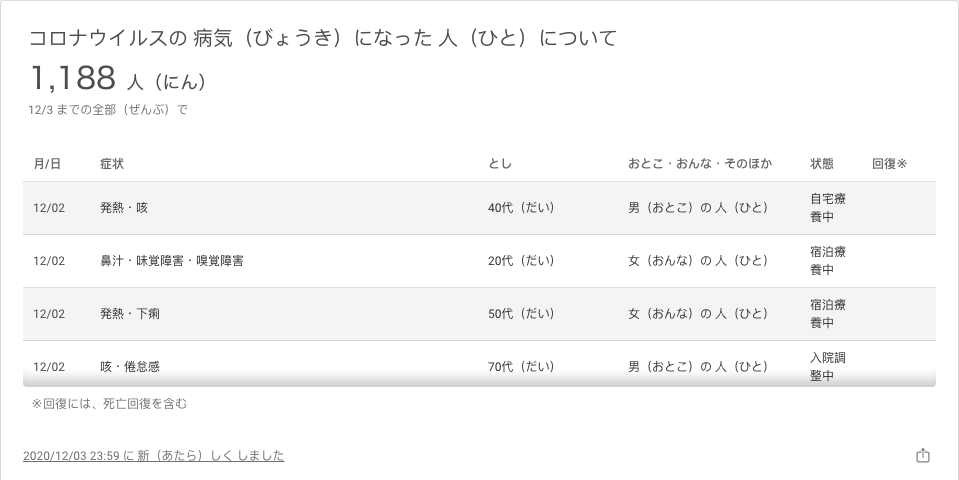 コロナウイルスの 病気（びょうき）になった 人（ひと）について
1,188 人（にん）
12/3 までの全部（ぜんぶ）で
月/日 症状 とし おとこ・おんな・そのほか 状態 回復※
12/02 発熱・咳 40代（だい） 男（おとこ）の 人（ひと） 自宅療
養中
12/02 鼻汁・味覚障害・嗅覚障害 20代（だい） 女（おんな）の 人（ひと） 宿泊療
養中
12/02 発熱・下痢 50代（だい） 女（おんな）の 人（ひと） 宿泊療
養中
12/02 咳・倦怠感 70代（だい） 男（おとこ）の 人（ひと） 入院調
整中
※回復には、死亡回復を含む
2020/12/03 23:59 に 新（あたら）しく しました